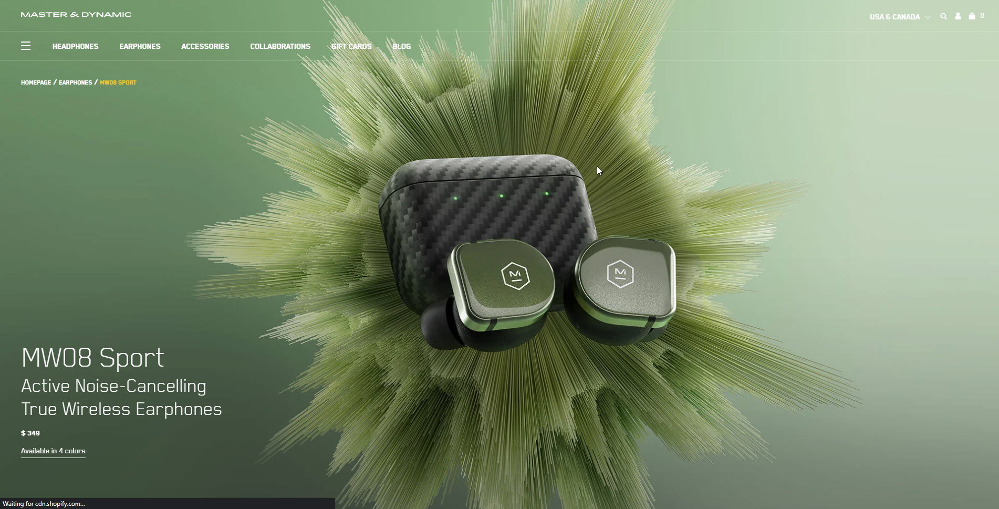 MASTER & DYNAMIC
USA & CANADA
0
HEADPHONES EARPHONES ACCESSORIES COLLABORATIONS GIFT CARDS BLOG
HOMEPAGE / EARPHONES / MW08 SPORT
M
M
MW08 Sport
Active Noise-Cancelling
True Wireless Earphones
$ 349
Available in 4 colors
Waiting for cdn.shopify.com...